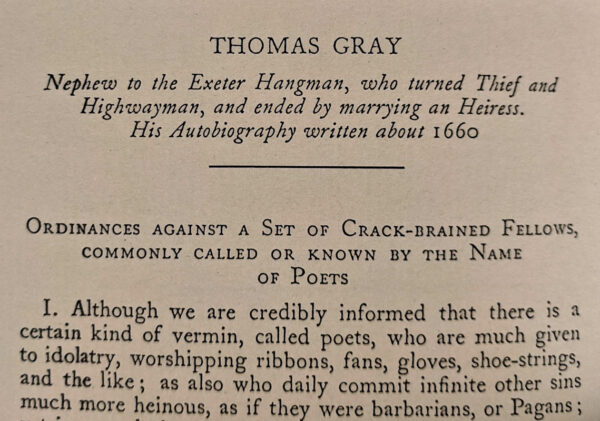 THOMAS GRAY
Nephew to the Exeter Hangman, who turned Thief and
Highwayman, and ended by marrying an Heiress.
His Autobiography written about 1660
ORDINANCES AGAINST A SET OF CRACK-BRAINED FELLOWS,
COMMONLY CALLED OR KNOWN BY THE NAME
OF POETS
I. Although we are credibly informed that there is a
certain kind of vermin, called poets, who are much given
to idolatry, worshipping ribbons, fans, gloves, shoe-strings,
and the like; as also who daily commit infinite other sins
much more heinous, as if they were barbarians, or Pagans;